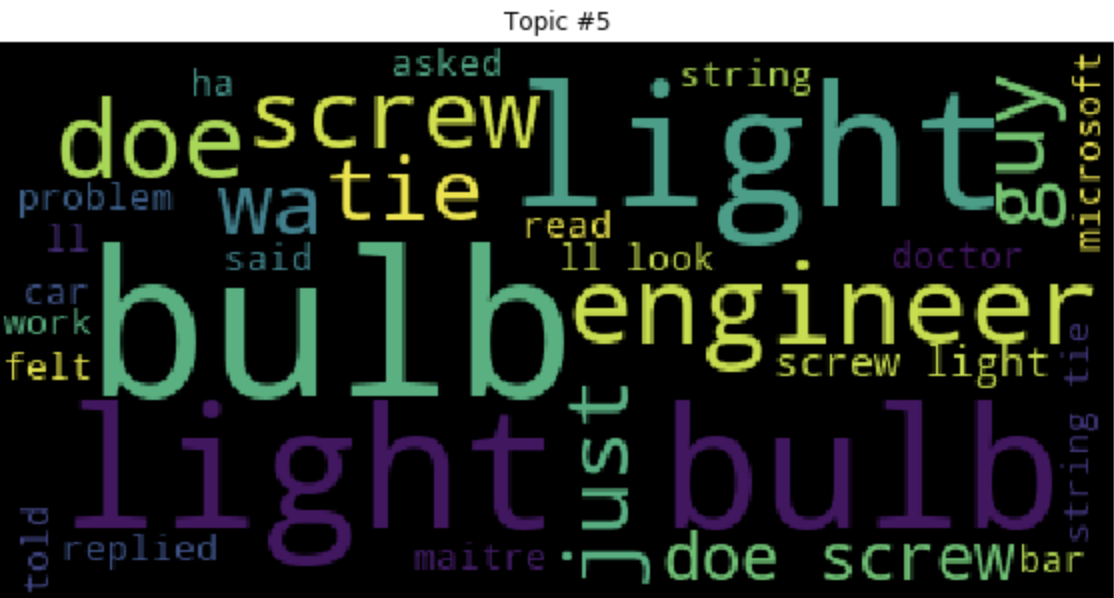 Topic #5
asked
ha
string
microsoft
guy
light
screw
doe
tie
problem
wa
read
ll
said
ll look
doctor
car
bulb
engineer
work
felt
screw light
string tie
light bulb
just
told
replied
maitre
doe screw
bar